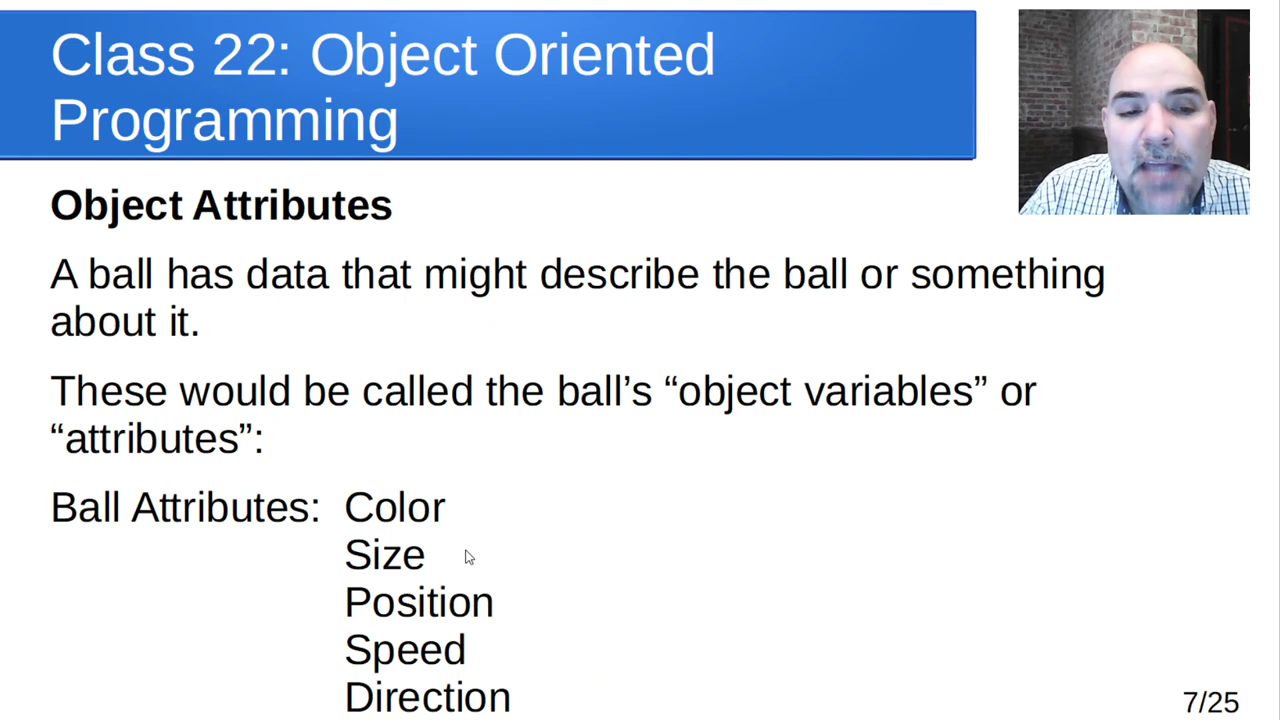 Class 22: Object Oriented
Programming
Object Attributes
A ball has data that might describe the ball or something
about it.
These would be called the ball’s “object variables” or
“attributes”:
Ball Attributes: Color
Size
Position
Speed
Direction
7/25